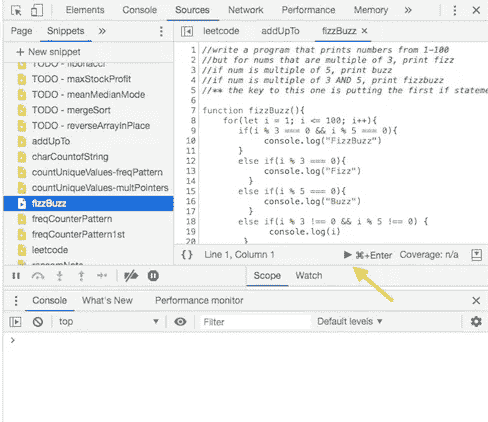 Elements Console Sources Network Performance Memory »
Page Snippets » leetcode addUpTo fizzBuzz ×
+ New snippet
TODO - fibonacci
TODO - maxStockProfit
TODO - meanMedianMode
TODO - mergeSort
TODO - reverseArrayinPlace
addUpTo
charCountofString
countUniqueValues-freqPattern
countUniqueValues-multPointers
fizzBuzz
freqCounterPattern
freqCounterPattern1st
leetcode
1 //write a program that prints numbers from 1-100
2 //but for nums that are multiple of 3, print fizz
3 //if num is multiple of 5, print buzz
4 //if num is multiple of 3 AND 5, print fizzbuzz
5 //** the key to this one is putting the first if stateme
6
7 function fizzBuzz(){
8 for(let i = 1; i <= 100; i++){
9 if(i % 3 === 0 && i % 5 === 0){
10 console.log("FizzBuzz")
11 }
12 else if(i % 3 === 0){
13 console.log("Fizz")
14 }
15 else if(i % 5 === 0){
16 console.log("Buzz")
17 }
18 else if(i % 3 !== 0 && i % 5 !== 0) {
19 console.log(i)
20 }
{} Line 1, Column 1 ⌘+Enter Coverage: n/a
Scope Watch
Console What's New Performance monitor ×
top Filter Default levels
>